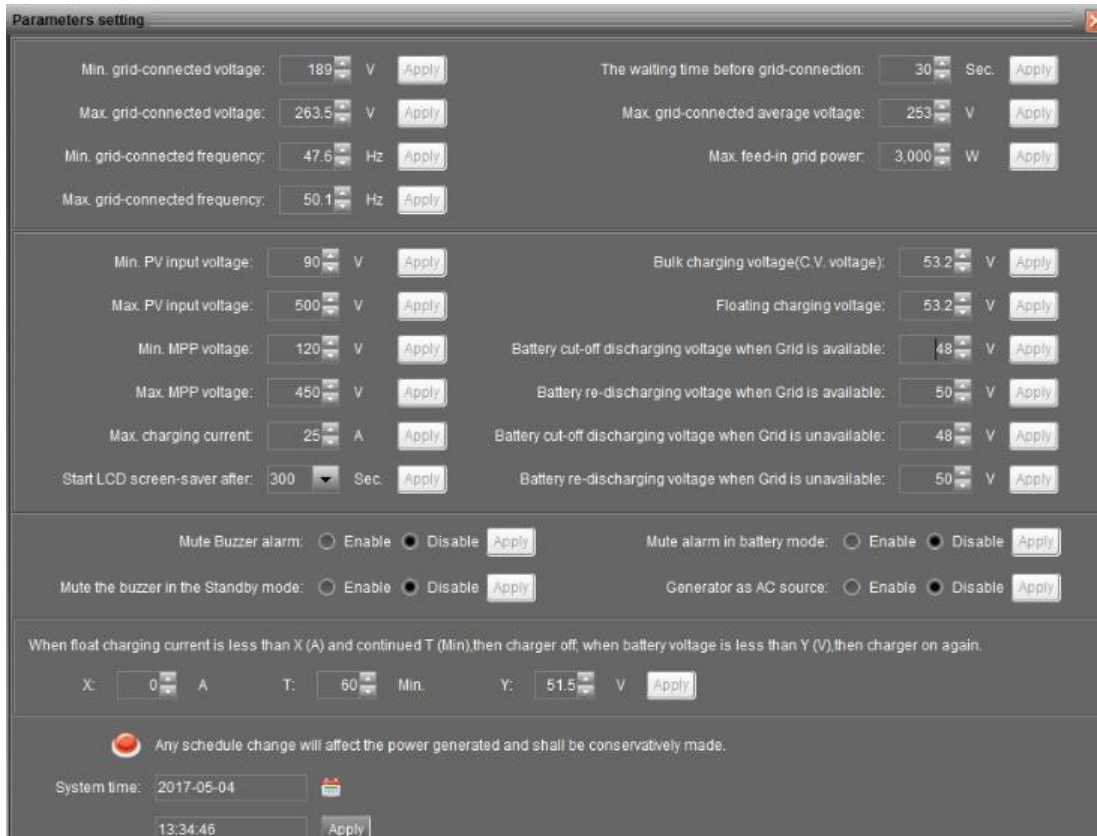 Parameters setting
Min. grid-connected voltage: 189 V Apply The waiting time before grid-connection: 30 Sec. Apply
Max. grid-connected voltage: 263.5 V Apply Max. grid-connected average voltage: 253 V Apply
Min. grid-connected frequency: 47.6 Hz Apply Max. feed-in grid power: 3,000 W Apply
Max. grid-connected frequency: 50.1 Hz Apply
Min. PV input voltage: 90 V Apply Bulk charging voltage(C.V. voltage): 53.2 V Apply
Max. PV input voltage: 500 V Apply Floating charging voltage: 53.2 V Apply
Min. MPP voltage: 120 V Apply Battery cut-off discharging voltage when Grid is available: 48 V Apply
Max. MPP voltage: 450 V Apply Battery re-discharging voltage when Grid is available: 50 V Apply
Max. charging current: 25 A Apply Battery cut-off discharging voltage when Grid is unavailable: 48 V Apply
Start LCD screen-saver after: 300 Sec. Apply Battery re-discharging voltage when Grid is unavailable: 50 V Apply
Mute Buzzer alarm: Enable Disable Apply Mute alarm in battery mode: Enable Disable Apply
Mute the buzzer in the Standby mode: Enable Disable Apply Generator as AC source: Enable Disable Apply
When float charging current is less than X (A) and continued T (Min),then charger off; when battery voltage is less than Y (V),then charger on again.
X: 0 A T: 60 Min. Y: 51.5 V Apply
Any schedule change will affect the power generated and shall be conservatively made.
System time: 2017-05-04
13:34:46 Apply